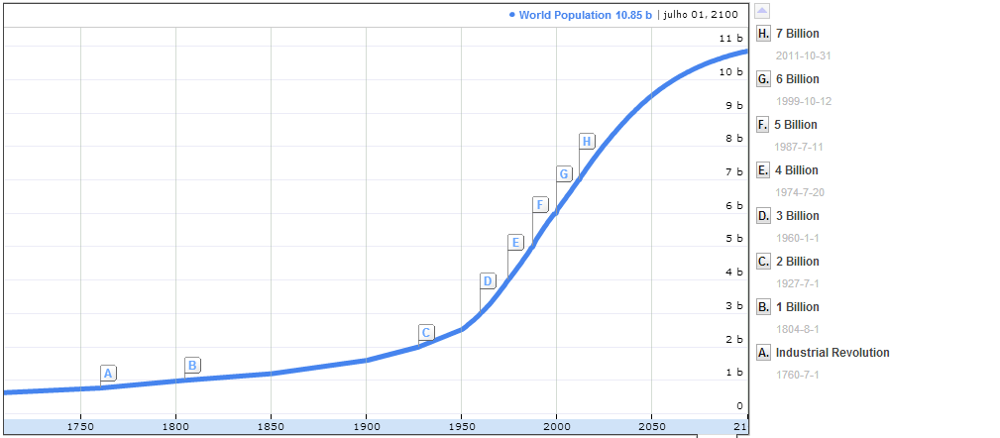 World Population 10.85 b | julho 01, 2100
11 b
10 b
9 b
8 b
7 b
6 b
5 b
4 b
3 b
2 b
1 b
0
H
G
F
E
D
C
B
A
1750 1800 1850 1900 1950 2000 2050 21
H. 7 Billion
2011-10-31
G. 6 Billion
1999-10-12
F. 5 Billion
1987-7-11
E. 4 Billion
1974-7-20
D. 3 Billion
1960-1-1
C. 2 Billion
1927-7-1
B. 1 Billion
1804-8-1
A. Industrial Revolution
1760-7-1